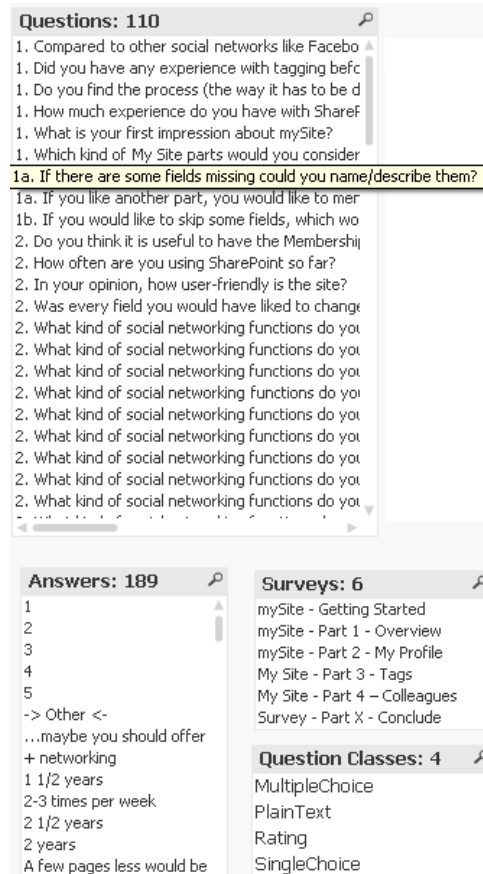 Questions: 110
1. Compared to other social networks like Facebo
1. Did you have any experience with tagging befc
1. Do you find the process (the way it has to be d
1. How much experience do you have with ShareF
1. What is your first impression about mySite?
1. Which kind of My Site parts would you consider
1a. If there are some fields missing could you name/describe them?
1a. If you like another part, you would like to mer
1b. If you would like to skip some fields, which wo
2. Do you think it is useful to have the Membership
2. How often are you using SharePoint so far?
2. In your opinion, how user-friendly is the site?
2. Was every field you would have liked to change
2. What kind of social networking functions do you
2. What kind of social networking functions do you
2. What kind of social networking functions do you
2. What kind of social networking functions do you
2. What kind of social networking functions do you
2. What kind of social networking functions do you
2. What kind of social networking functions do you
2. What kind of social networking functions do you
2. What kind of social networking functions do you
Answers: 189
1
2
3
4
5
-> Other <-
...maybe you should offer
+ networking
1 1/2 years
2-3 times per week
2 1/2 years
2 years
A few pages less would be
Surveys: 6
mySite - Getting Started
mySite - Part 1 - Overview
mySite - Part 2 - My Profile
My Site - Part 3 - Tags
My Site - Part 4 – Colleagues
Survey - Part X - Conclude
Question Classes: 4
MultipleChoice
PlainText
Rating
SingleChoice